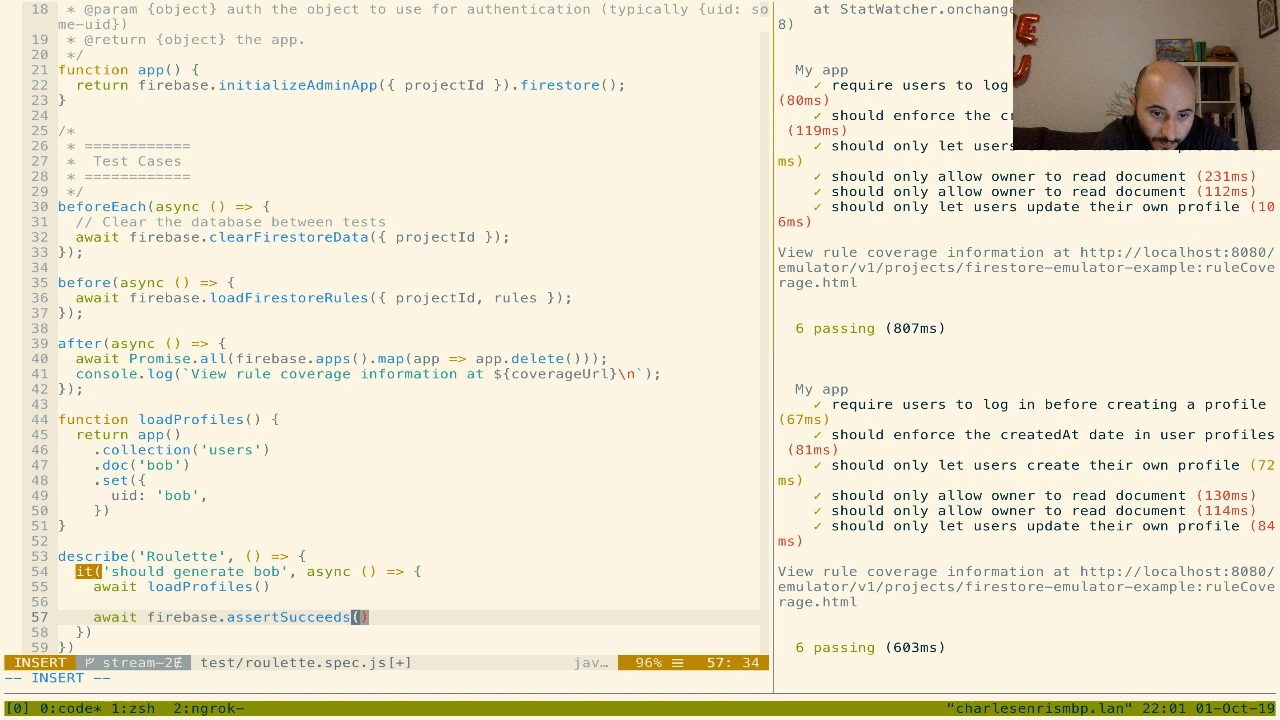 18  * @param {object} auth the object to use for authentication (typically {uid: so
me-uid})
19  * @return {object} the app.
20  */
21 function app() {
22   return firebase.initializeAdminApp({ projectId }).firestore();
23 }
24
25 /*
26  * ============
27  *  Test Cases
28  * ============
29  */
30 beforeEach(async () => {
31   // Clear the database between tests
32   await firebase.clearFirestoreData({ projectId });
33 });
34
35 before(async () => {
36   await firebase.loadFirestoreRules({ projectId, rules });
37 });
38
39 after(async () => {
40   await Promise.all(firebase.apps().map(app => app.delete()));
41   console.log(`View rule coverage information at ${coverageUrl}\n`);
42 });
43
44 function loadProfiles() {
45   return app()
46     .collection('users')
47     .doc('bob')
48     .set({
49       uid: 'bob',
50     })
51 }
52
53 describe('Roulette', () => {
54   it('should generate bob', async () => {
55     await loadProfiles()
56
57     await firebase.assertSucceeds()
58   })
59 })
INSERT stream-2 test/roulette.spec.js[+] jav… 96% ☰ 57: 34
-- INSERT --
at StatWatcher.onchange
8)
My app
✓ require users to log
(80ms)
✓ should enforce the cr
(119ms)
✓ should only let users
ms)
✓ should only allow owner to read document (231ms)
✓ should only allow owner to read document (112ms)
✓ should only let users update their own profile (10
6ms)
View rule coverage information at http://localhost:8080/
emulator/v1/projects/firestore-emulator-example:ruleCove
rage.html
6 passing (807ms)
My app
✓ require users to log in before creating a profile
(67ms)
✓ should enforce the createdAt date in user profiles
(81ms)
✓ should only let users create their own profile (72
ms)
✓ should only allow owner to read document (130ms)
✓ should only allow owner to read document (114ms)
✓ should only let users update their own profile (84
ms)
View rule coverage information at http://localhost:8080/
emulator/v1/projects/firestore-emulator-example:ruleCove
rage.html
6 passing (603ms)
[0] 0:code* 1:zsh  2:ngrok- "charlesenrismbp.lan" 22:01 01-Oct-19